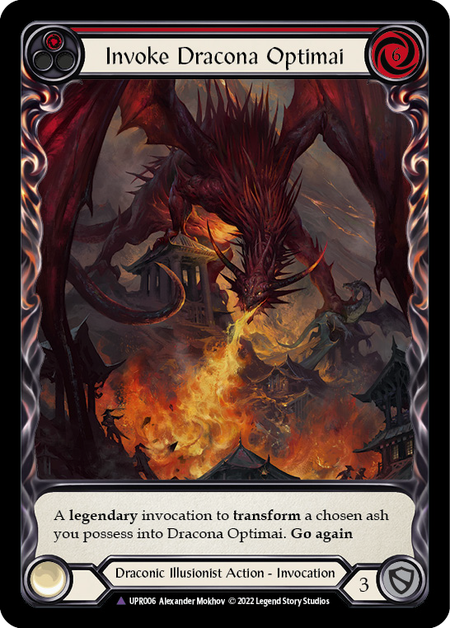 Invoke Dracona Optimai
6
A legendary invocation to transform a chosen ash
you possess into Dracona Optimai. Go again
Draconic Illusionist Action - Invocation
3
UPR006 Alexander Mokhov © 2022 Legend Story Studios